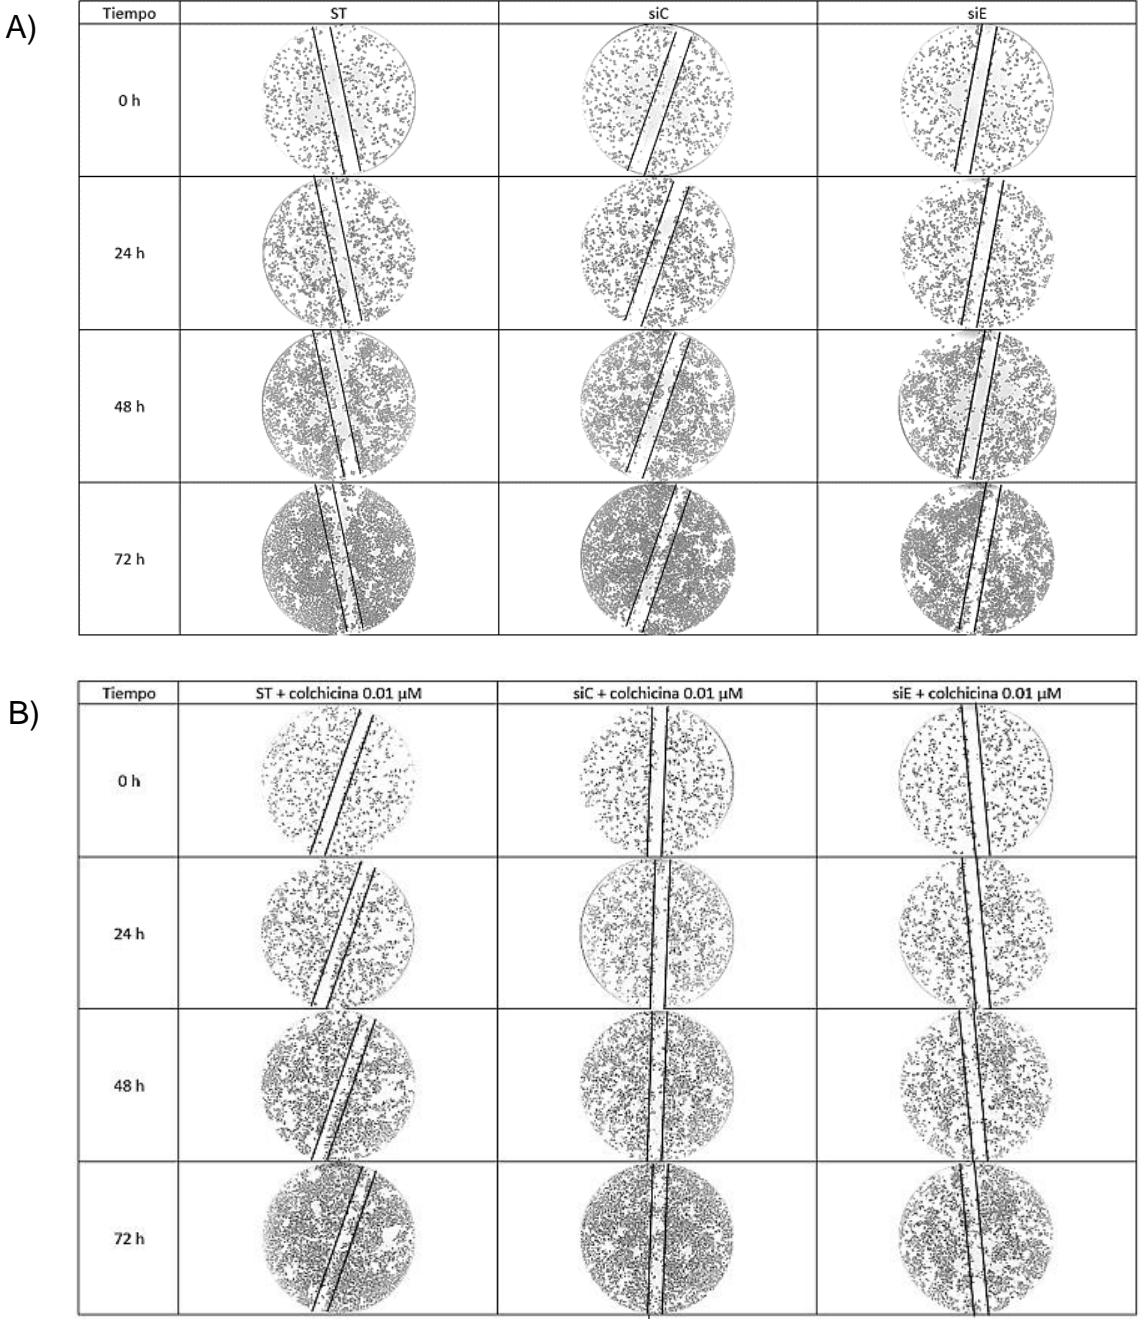 A)
Tiempo ST siC siE
0 h
24 h
48 h
72 h
B)
Tiempo ST + colchicina 0.01 µM siC + colchicina 0.01 µM siE + colchicina 0.01 µM
0 h
24 h
48 h
72 h